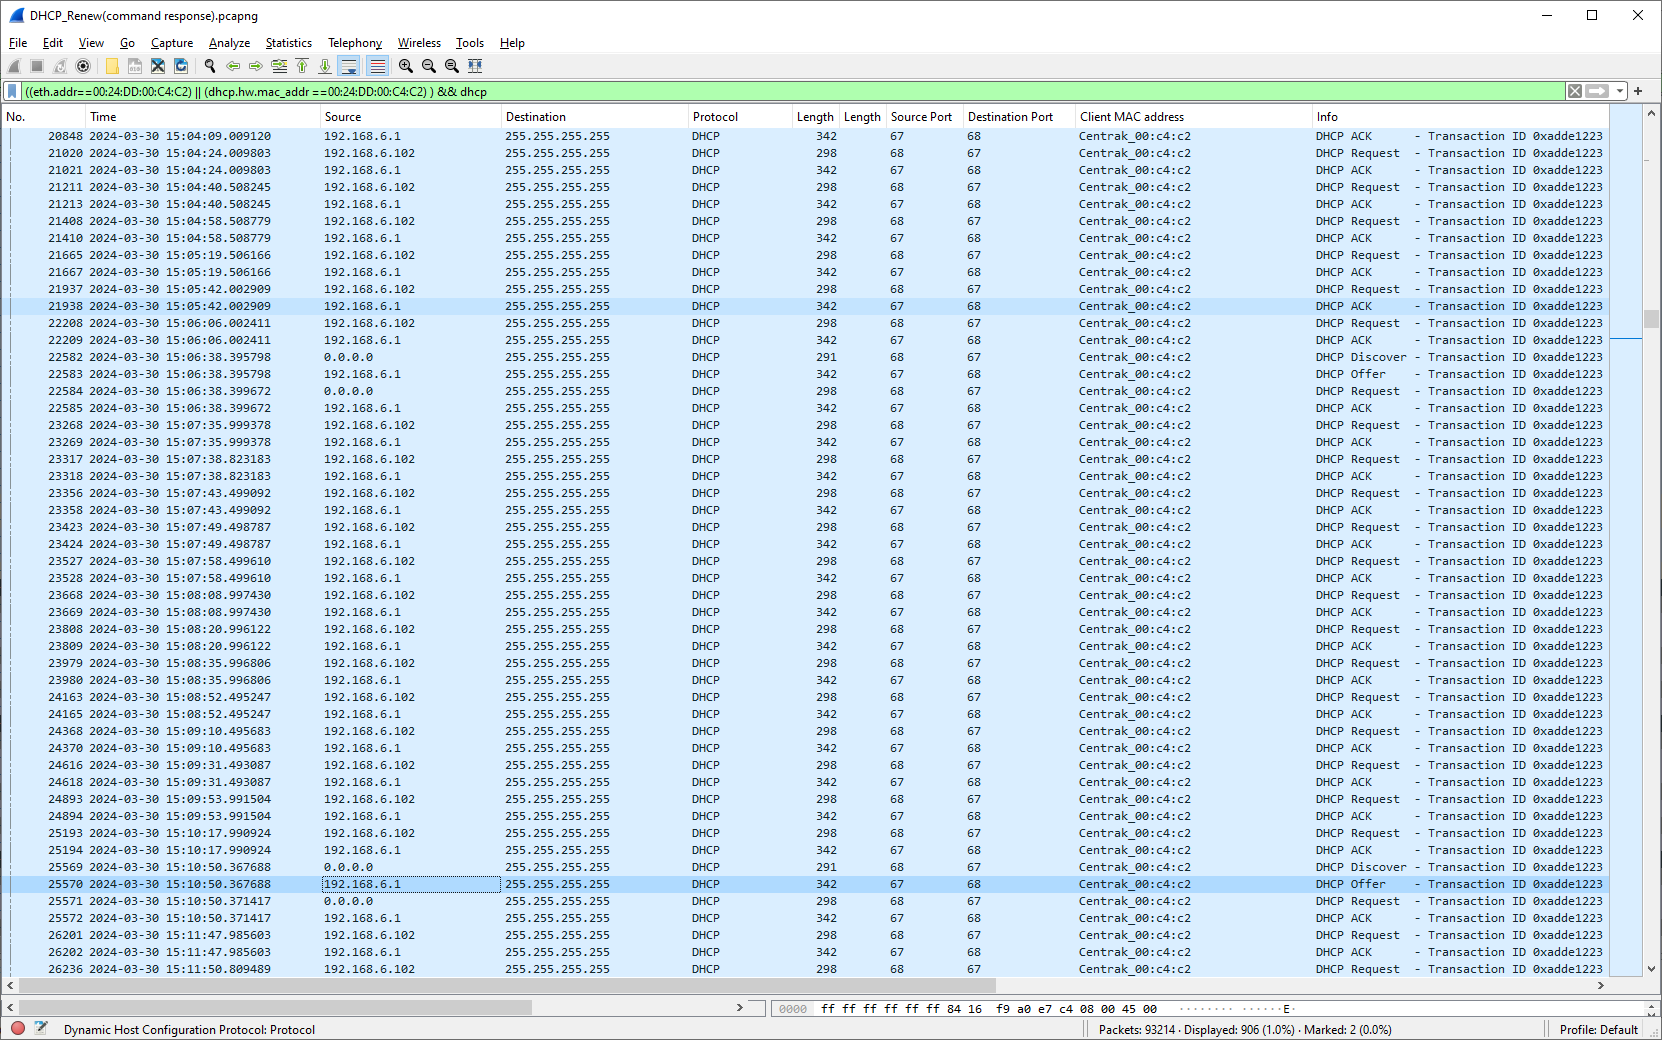 DHCP_Renew(command response).pcapng
File Edit View Go Capture Analyze Statistics Telephony Wireless Tools Help
((eth.addr==00:24:DD:00:C4:C2) || (dhcp.hw.mac_addr ==00:24:DD:00:C4:C2) ) && dhcp
No. Time Source Destination Protocol Length Length Source Port Destination Port Client MAC address Info
20848 2024-03-30 15:04:09.009120 192.168.6.1 255.255.255.255 DHCP 342 67 68 Centrak_00:c4:c2 DHCP ACK - Transaction ID 0xadde1223
21020 2024-03-30 15:04:24.009803 192.168.6.102 255.255.255.255 DHCP 298 68 67 Centrak_00:c4:c2 DHCP Request - Transaction ID 0xadde1223
21021 2024-03-30 15:04:24.009803 192.168.6.1 255.255.255.255 DHCP 342 67 68 Centrak_00:c4:c2 DHCP ACK - Transaction ID 0xadde1223
21211 2024-03-30 15:04:40.508245 192.168.6.102 255.255.255.255 DHCP 298 68 67 Centrak_00:c4:c2 DHCP Request - Transaction ID 0xadde1223
21213 2024-03-30 15:04:40.508245 192.168.6.1 255.255.255.255 DHCP 342 67 68 Centrak_00:c4:c2 DHCP ACK - Transaction ID 0xadde1223
21408 2024-03-30 15:04:58.508779 192.168.6.102 255.255.255.255 DHCP 298 68 67 Centrak_00:c4:c2 DHCP Request - Transaction ID 0xadde1223
21410 2024-03-30 15:04:58.508779 192.168.6.1 255.255.255.255 DHCP 342 67 68 Centrak_00:c4:c2 DHCP ACK - Transaction ID 0xadde1223
21665 2024-03-30 15:05:19.506166 192.168.6.102 255.255.255.255 DHCP 298 68 67 Centrak_00:c4:c2 DHCP Request - Transaction ID 0xadde1223
21667 2024-03-30 15:05:19.506166 192.168.6.1 255.255.255.255 DHCP 342 67 68 Centrak_00:c4:c2 DHCP ACK - Transaction ID 0xadde1223
21937 2024-03-30 15:05:42.002909 192.168.6.102 255.255.255.255 DHCP 298 68 67 Centrak_00:c4:c2 DHCP Request - Transaction ID 0xadde1223
21938 2024-03-30 15:05:42.002909 192.168.6.1 255.255.255.255 DHCP 342 67 68 Centrak_00:c4:c2 DHCP ACK - Transaction ID 0xadde1223
22208 2024-03-30 15:06:06.002411 192.168.6.102 255.255.255.255 DHCP 298 68 67 Centrak_00:c4:c2 DHCP Request - Transaction ID 0xadde1223
22209 2024-03-30 15:06:06.002411 192.168.6.1 255.255.255.255 DHCP 342 67 68 Centrak_00:c4:c2 DHCP ACK - Transaction ID 0xadde1223
22582 2024-03-30 15:06:38.395798 0.0.0.0 255.255.255.255 DHCP 291 68 67 Centrak_00:c4:c2 DHCP Discover - Transaction ID 0xadde1223
22583 2024-03-30 15:06:38.395798 192.168.6.1 255.255.255.255 DHCP 342 67 68 Centrak_00:c4:c2 DHCP Offer - Transaction ID 0xadde1223
22584 2024-03-30 15:06:38.399672 0.0.0.0 255.255.255.255 DHCP 298 68 67 Centrak_00:c4:c2 DHCP Request - Transaction ID 0xadde1223
22585 2024-03-30 15:06:38.399672 192.168.6.1 255.255.255.255 DHCP 342 67 68 Centrak_00:c4:c2 DHCP ACK - Transaction ID 0xadde1223
23268 2024-03-30 15:07:35.999378 192.168.6.102 255.255.255.255 DHCP 298 68 67 Centrak_00:c4:c2 DHCP Request - Transaction ID 0xadde1223
23269 2024-03-30 15:07:35.999378 192.168.6.1 255.255.255.255 DHCP 342 67 68 Centrak_00:c4:c2 DHCP ACK - Transaction ID 0xadde1223
23317 2024-03-30 15:07:38.823183 192.168.6.102 255.255.255.255 DHCP 298 68 67 Centrak_00:c4:c2 DHCP Request - Transaction ID 0xadde1223
23318 2024-03-30 15:07:38.823183 192.168.6.1 255.255.255.255 DHCP 342 67 68 Centrak_00:c4:c2 DHCP ACK - Transaction ID 0xadde1223
23356 2024-03-30 15:07:43.499092 192.168.6.102 255.255.255.255 DHCP 298 68 67 Centrak_00:c4:c2 DHCP Request - Transaction ID 0xadde1223
23358 2024-03-30 15:07:43.499092 192.168.6.1 255.255.255.255 DHCP 342 67 68 Centrak_00:c4:c2 DHCP ACK - Transaction ID 0xadde1223
23423 2024-03-30 15:07:49.498787 192.168.6.102 255.255.255.255 DHCP 298 68 67 Centrak_00:c4:c2 DHCP Request - Transaction ID 0xadde1223
23424 2024-03-30 15:07:49.498787 192.168.6.1 255.255.255.255 DHCP 342 67 68 Centrak_00:c4:c2 DHCP ACK - Transaction ID 0xadde1223
23527 2024-03-30 15:07:58.499610 192.168.6.102 255.255.255.255 DHCP 298 68 67 Centrak_00:c4:c2 DHCP Request - Transaction ID 0xadde1223
23528 2024-03-30 15:07:58.499610 192.168.6.1 255.255.255.255 DHCP 342 67 68 Centrak_00:c4:c2 DHCP ACK - Transaction ID 0xadde1223
23668 2024-03-30 15:08:08.997430 192.168.6.102 255.255.255.255 DHCP 298 68 67 Centrak_00:c4:c2 DHCP Request - Transaction ID 0xadde1223
23669 2024-03-30 15:08:08.997430 192.168.6.1 255.255.255.255 DHCP 342 67 68 Centrak_00:c4:c2 DHCP ACK - Transaction ID 0xadde1223
23808 2024-03-30 15:08:20.996122 192.168.6.102 255.255.255.255 DHCP 298 68 67 Centrak_00:c4:c2 DHCP Request - Transaction ID 0xadde1223
23809 2024-03-30 15:08:20.996122 192.168.6.1 255.255.255.255 DHCP 342 67 68 Centrak_00:c4:c2 DHCP ACK - Transaction ID 0xadde1223
23979 2024-03-30 15:08:35.996806 192.168.6.102 255.255.255.255 DHCP 298 68 67 Centrak_00:c4:c2 DHCP Request - Transaction ID 0xadde1223
23980 2024-03-30 15:08:35.996806 192.168.6.1 255.255.255.255 DHCP 342 67 68 Centrak_00:c4:c2 DHCP ACK - Transaction ID 0xadde1223
24163 2024-03-30 15:08:52.495247 192.168.6.102 255.255.255.255 DHCP 298 68 67 Centrak_00:c4:c2 DHCP Request - Transaction ID 0xadde1223
24165 2024-03-30 15:08:52.495247 192.168.6.1 255.255.255.255 DHCP 342 67 68 Centrak_00:c4:c2 DHCP ACK - Transaction ID 0xadde1223
24368 2024-03-30 15:09:10.495683 192.168.6.102 255.255.255.255 DHCP 298 68 67 Centrak_00:c4:c2 DHCP Request - Transaction ID 0xadde1223
24370 2024-03-30 15:09:10.495683 192.168.6.1 255.255.255.255 DHCP 342 67 68 Centrak_00:c4:c2 DHCP ACK - Transaction ID 0xadde1223
24616 2024-03-30 15:09:31.493087 192.168.6.102 255.255.255.255 DHCP 298 68 67 Centrak_00:c4:c2 DHCP Request - Transaction ID 0xadde1223
24618 2024-03-30 15:09:31.493087 192.168.6.1 255.255.255.255 DHCP 342 67 68 Centrak_00:c4:c2 DHCP ACK - Transaction ID 0xadde1223
24893 2024-03-30 15:09:53.991504 192.168.6.102 255.255.255.255 DHCP 298 68 67 Centrak_00:c4:c2 DHCP Request - Transaction ID 0xadde1223
24894 2024-03-30 15:09:53.991504 192.168.6.1 255.255.255.255 DHCP 342 67 68 Centrak_00:c4:c2 DHCP ACK - Transaction ID 0xadde1223
25193 2024-03-30 15:10:17.990924 192.168.6.102 255.255.255.255 DHCP 298 68 67 Centrak_00:c4:c2 DHCP Request - Transaction ID 0xadde1223
25194 2024-03-30 15:10:17.990924 192.168.6.1 255.255.255.255 DHCP 342 67 68 Centrak_00:c4:c2 DHCP ACK - Transaction ID 0xadde1223
25569 2024-03-30 15:10:50.367688 0.0.0.0 255.255.255.255 DHCP 291 68 67 Centrak_00:c4:c2 DHCP Discover - Transaction ID 0xadde1223
25570 2024-03-30 15:10:50.367688 192.168.6.1 255.255.255.255 DHCP 342 67 68 Centrak_00:c4:c2 DHCP Offer - Transaction ID 0xadde1223
25571 2024-03-30 15:10:50.371417 0.0.0.0 255.255.255.255 DHCP 298 68 67 Centrak_00:c4:c2 DHCP Request - Transaction ID 0xadde1223
25572 2024-03-30 15:10:50.371417 192.168.6.1 255.255.255.255 DHCP 342 67 68 Centrak_00:c4:c2 DHCP ACK - Transaction ID 0xadde1223
26201 2024-03-30 15:11:47.985603 192.168.6.102 255.255.255.255 DHCP 298 68 67 Centrak_00:c4:c2 DHCP Request - Transaction ID 0xadde1223
26202 2024-03-30 15:11:47.985603 192.168.6.1 255.255.255.255 DHCP 342 67 68 Centrak_00:c4:c2 DHCP ACK - Transaction ID 0xadde1223
26236 2024-03-30 15:11:50.809489 192.168.6.102 255.255.255.255 DHCP 298 68 67 Centrak_00:c4:c2 DHCP Request - Transaction ID 0xadde1223
0000 ff ff ff ff ff ff 84 16 f9 a0 e7 c4 08 00 45 00 ········ ······E·
Dynamic Host Configuration Protocol: Protocol Packets: 93214 · Displayed: 906 (1.0%) · Marked: 2 (0.0%) Profile: Default